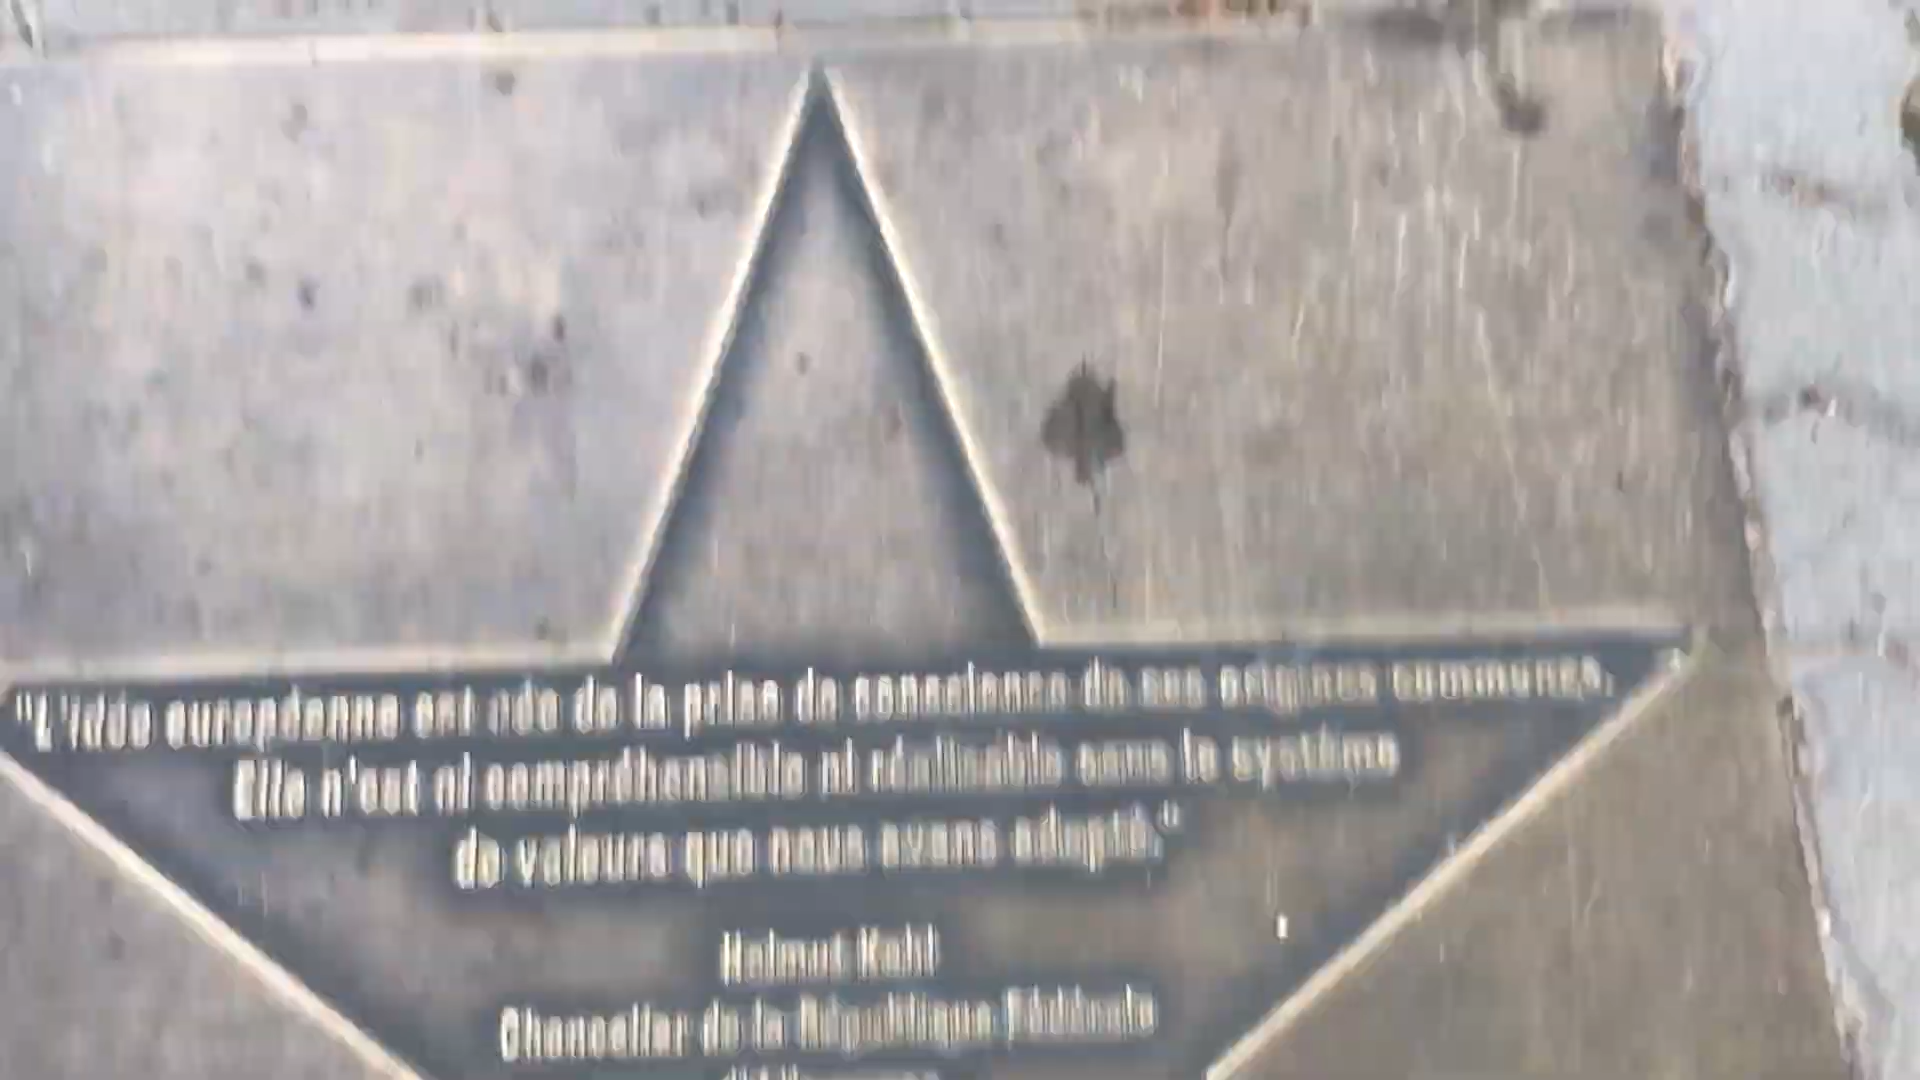 "L'idée européenne est née de la prise de conscience de nos origines communes.
Elle n'est ni compréhensible ni réalisable sans le système
de valeurs que nous avons adopté."
Helmut Kohl
Chancelier de la République Fédérale